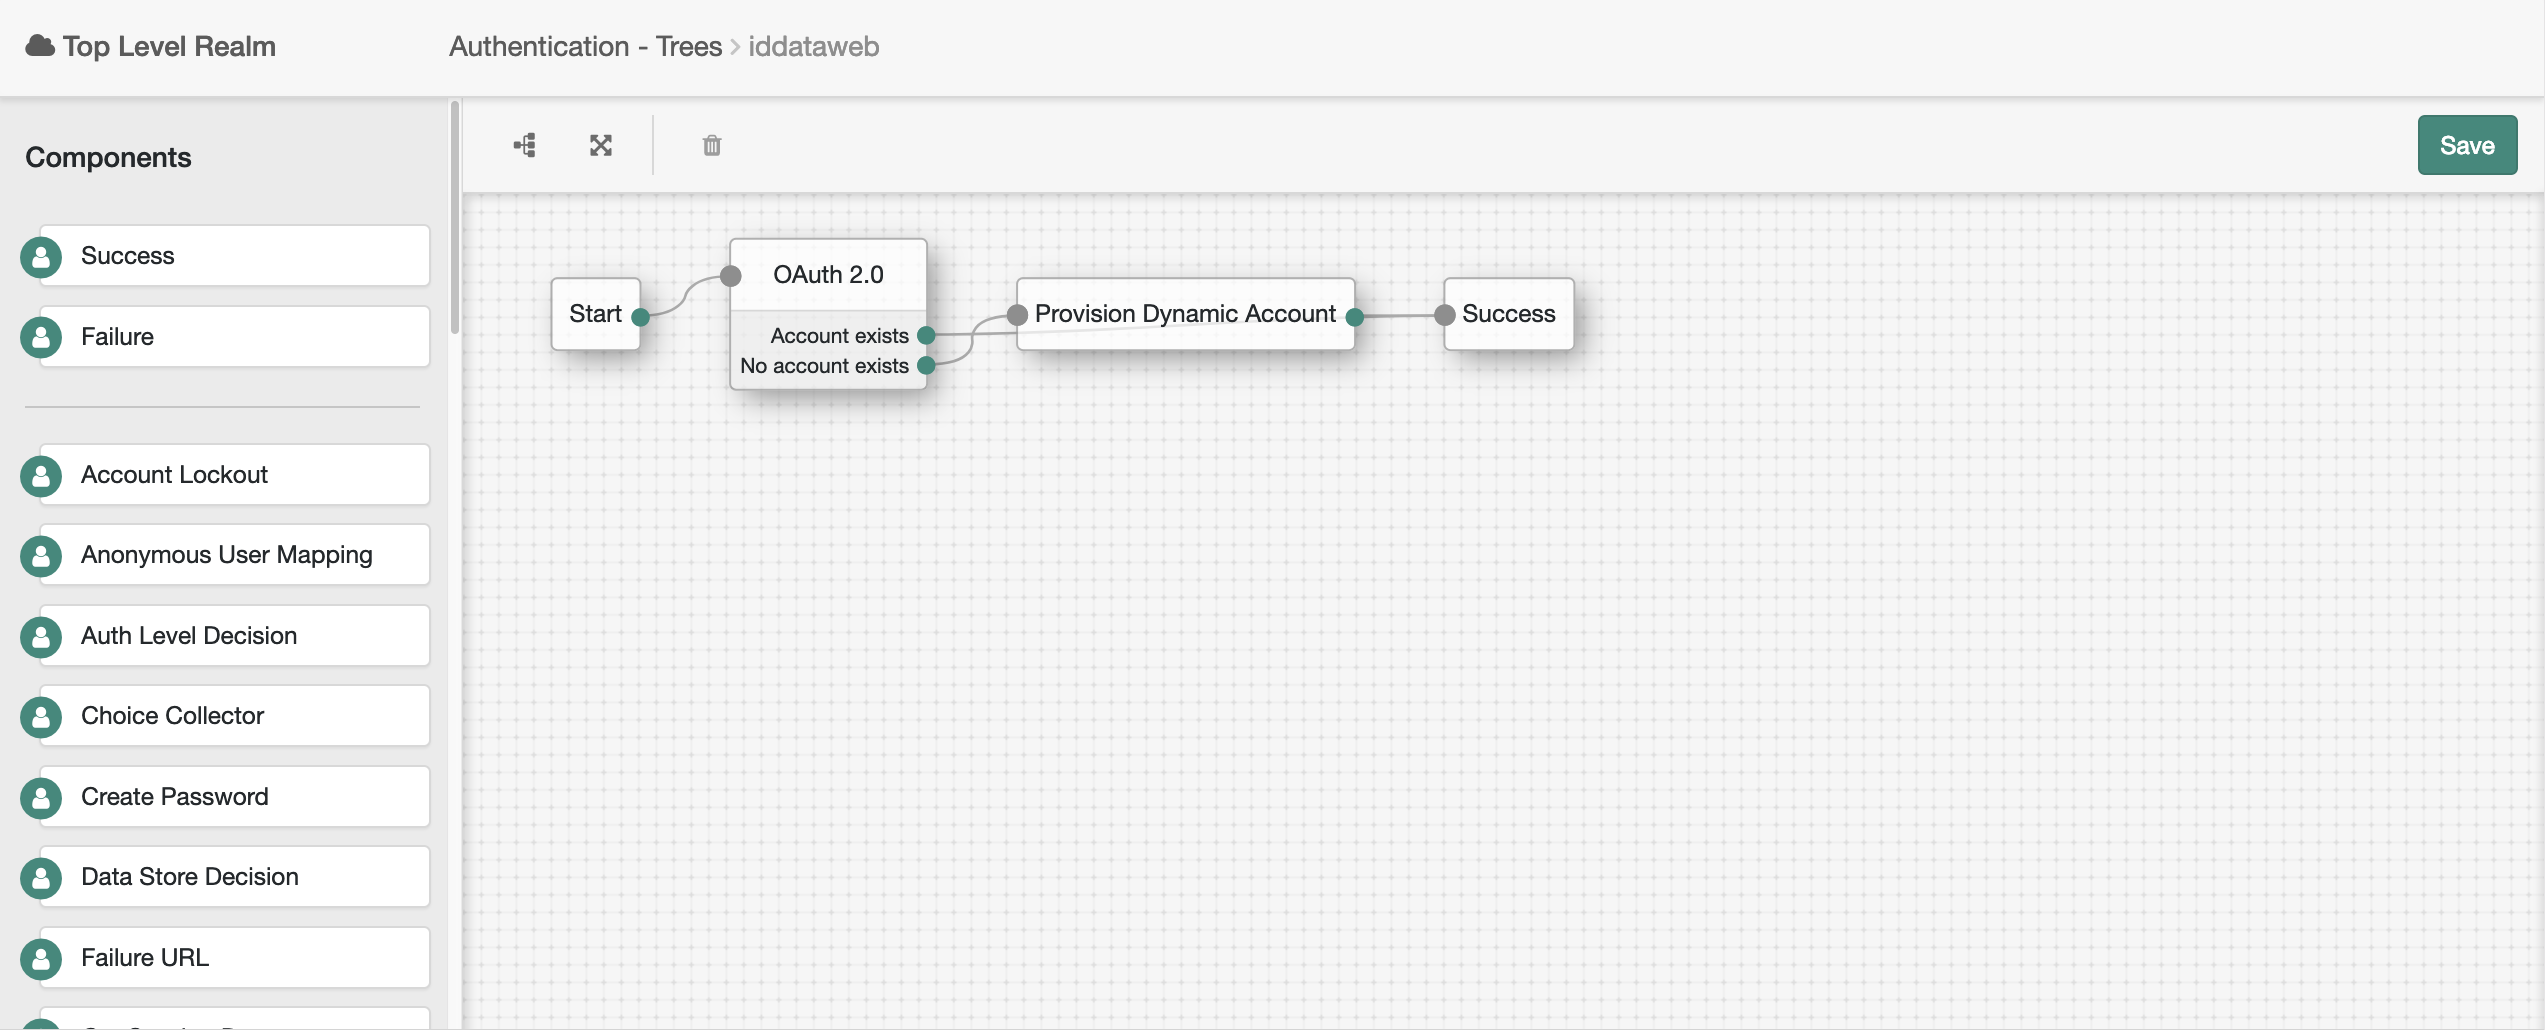 Top Level Realm
Authentication - Trees > iddataweb
Components
Save
Success
Failure
Account Lockout
Anonymous User Mapping
Auth Level Decision
Choice Collector
Create Password
Data Store Decision
Failure URL
Start
OAuth 2.0
Account exists
No account exists
Provision Dynamic Account
Success